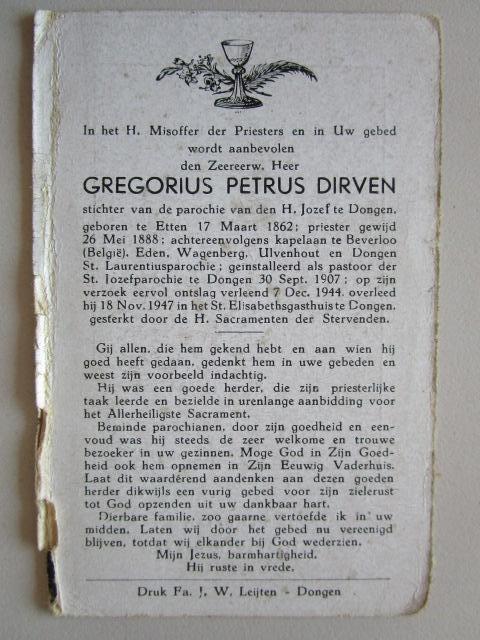 In het H. Misoffer der Priesters en in Uw gebed
wordt aanbevolen
den Zeereerw. Heer
GREGORIUS PETRUS DIRVEN
stichter van de parochie van den H. Jozef te Dongen,
geboren te Etten 17 Maart 1862; priester gewijd
26 Mei 1888; achtereenvolgens kapelaan te Beverloo
(België), Eden, Wagenberg, Ulvenhout en Dongen
St. Laurentiusparochie; geïnstalleerd als pastoor der
St. Jozefparochie te Dongen 30 Sept. 1907; op zijn
verzoek eervol ontslag verleend 7 Dec. 1944, overleed
hij 18 Nov. 1947 in het St. Elisabethsgasthuis te Dongen,
gesterkt door de H. Sacramenten der Stervenden.
Gij allen, die hem gekend hebt en aan wien hij
goed heeft gedaan, gedenkt hem in uwe gebeden en
weest zijn voorbeeld indachtig.
Hij was een goede herder, die zijn priesterlijke
taak leerde en bezielde in urenlange aanbidding voor
het Allerheiligste Sacrament.
Beminde parochianen, door zijn goedheid en een-
voud was hij steeds de zeer welkome en trouwe
bezoeker in uw gezinnen. Moge God in Zijn Goed-
heid ook hem opnemen in Zijn Eeuwig Vaderhuis.
Laat dit waardérend aandenken aan dezen goeden
herder dikwijls een vurig gebed voor zijn zielerust
tot God opzenden uit uw dankbaar hart.
Dierbare familie, zoo gaarne vertoefde ik in uw
midden. Laten wij door het gebed nu vereenigd
blijven, totdat wij elkander bij God wederzien.
Mijn Jezus, barmhartigheid.
Hij ruste in vrede.
Druk Fa. J. W. Leijten - Dongen